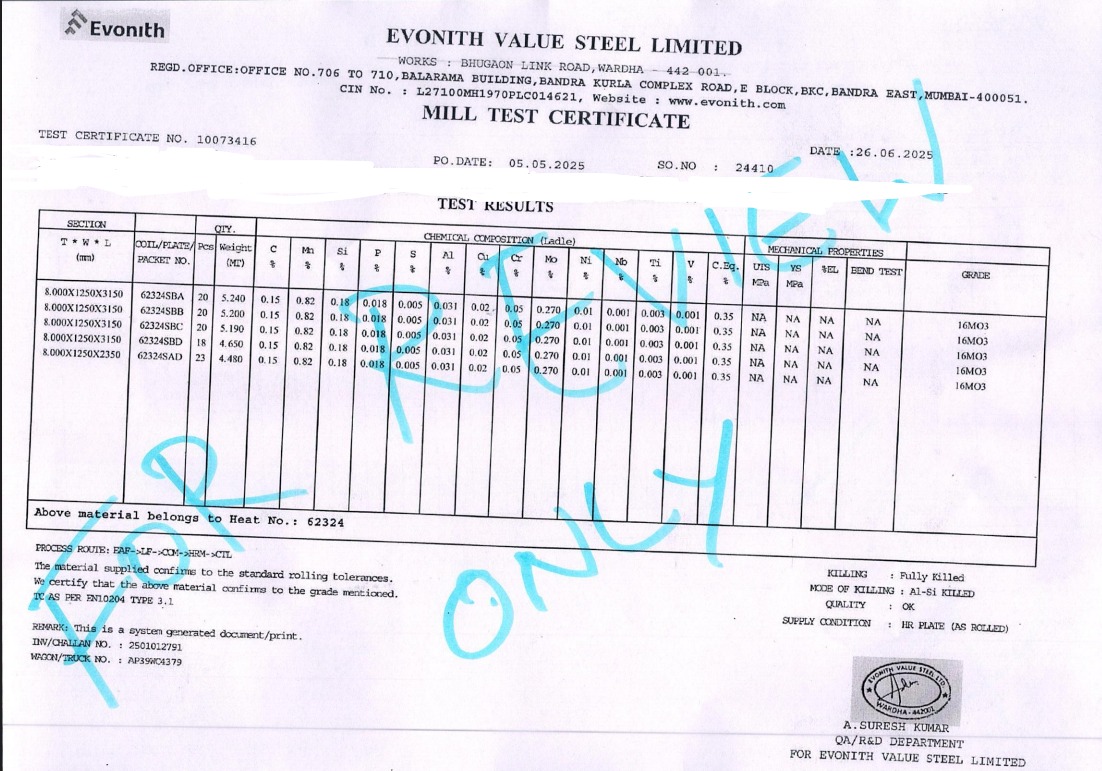 Evonith
EVONITH VALUE STEEL LIMITED
WORKS : BHUGAON LINK ROAD,WARDHA - 442 001.
REGD.OFFICE:OFFICE NO.706 TO 710,BALARAMA BUILDING,BANDRA KURLA COMPLEX ROAD,E BLOCK,BKC,BANDRA EAST,MUMBAI-400051.
CIN No. : L27100MH1970PLC014621, Website : www.evonith.com
MILL TEST CERTIFICATE
TEST CERTIFICATE NO. 10073416
DATE :26.06.2025
PO.DATE: 05.05.2025 SO.NO : 24410
TEST RESULTS
SECTION COIL/PLATE/ PACKET NO. QTY. CHEMICAL COMPOSITION (Ladle) MECHANICAL PROPERTIES GRADE
T * W * L (mm) Pcs Weight (MT) C % Mn % Si % P % S % Al % Cu % Cr % Mo % Ni % Nb % Ti % V % C.Eq. % UTS MPa YS MPa %EL BEND TEST
8.000X1250X3150 62324SBA 20 5.240 0.15 0.82 0.18 0.018 0.005 0.031 0.02 0.05 0.270 0.01 0.001 0.003 0.001 0.35 NA NA NA NA 16MO3
8.000X1250X3150 62324SBB 20 5.200 0.15 0.82 0.18 0.018 0.005 0.031 0.02 0.05 0.270 0.01 0.001 0.003 0.001 0.35 NA NA NA NA 16MO3
8.000X1250X3150 62324SBC 20 5.190 0.15 0.82 0.18 0.018 0.005 0.031 0.02 0.05 0.270 0.01 0.001 0.003 0.001 0.35 NA NA NA NA 16MO3
8.000X1250X3150 62324SBD 18 4.650 0.15 0.82 0.18 0.018 0.005 0.031 0.02 0.05 0.270 0.01 0.001 0.003 0.001 0.35 NA NA NA NA 16MO3
8.000X1250X2350 62324SAD 23 4.480 0.15 0.82 0.18 0.018 0.005 0.031 0.02 0.05 0.270 0.01 0.001 0.003 0.001 0.35 NA NA NA NA 16MO3
Above material belongs to Heat No.: 62324
PROCESS ROUTE: EAF->LF->CCM->HRM->CTL
The material supplied confirms to the standard rolling tolerances.
We certify that the above material confirms to the grade mentioned.
TC AS PER EN10204 TYPE 3.1
REMARK: This is a system generated document/print.
INV/CHALLAN NO. : 2501012791
WAGON/TRUCK NO. : AP39WC4379
KILLING : Fully Killed
MODE OF KILLING : Al-Si KILLED
QUALITY : OK
SUPPLY CONDITION : HR PLATE (AS ROLLED)
EVONITH VALUE STEEL LTD
WARDHA - 442001
A.SURESH KUMAR
QA/R&D DEPARTMENT
FOR EVONITH VALUE STEEL LIMITED
FOR REVIEW
ONLY